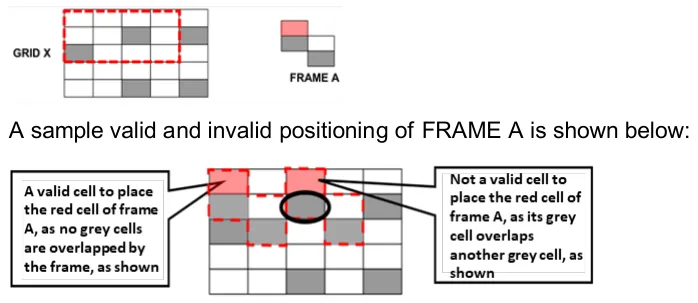 GRID X
FRAME A
A sample valid and invalid positioning of FRAME A is shown below:
A valid cell to place
the red cell of frame
A, as no grey cells
are overlapped by
the frame, as shown
Not a valid cell to
place the red cell of
frame A, as its grey
cell overlaps
another grey cell, as
shown